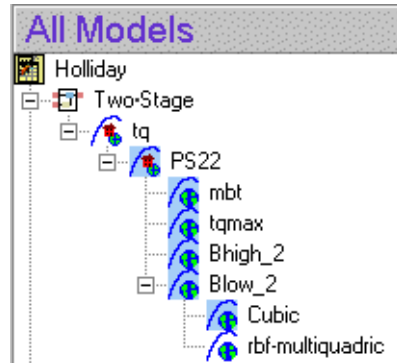 All Models
Holliday
Two-Stage
tq
PS22
mbt
tqmax
Bhigh_2
Blow_2
Cubic
rbf-multiquadric